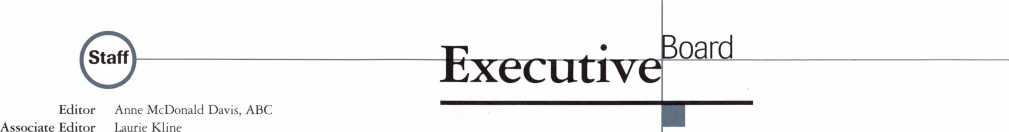 Staff
Editor Anne McDonald Davis, ABC
Associate Editor Laurie Kline
Executive Board